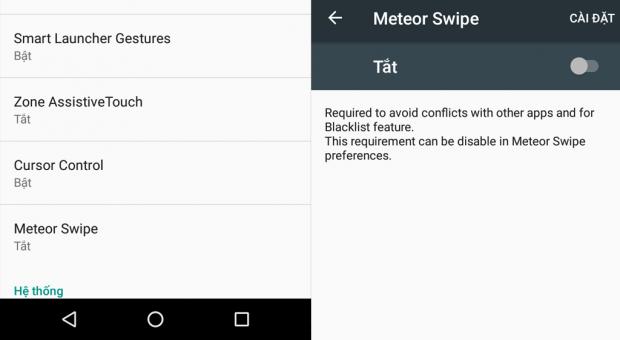 Smart Launcher Gestures
Bật
Zone AssistiveTouch
Tắt
Cursor Control
Bật
Meteor Swipe
Tắt
Hệ thống
Meteor Swipe
CÀI ĐẶT
Tắt
Required to avoid conflicts with other apps and for
Blacklist feature.
This requirement can be disable in Meteor Swipe
preferences.